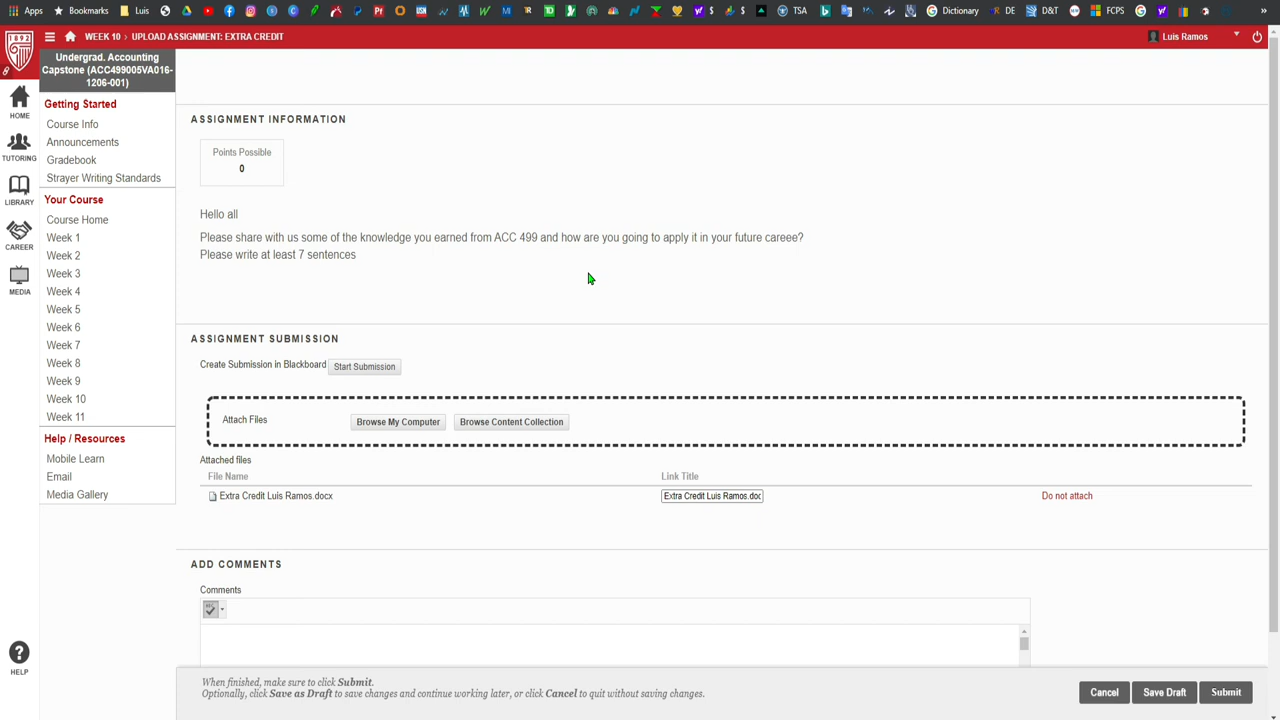 Luis
TSA
Dictionary
D&T
FCPS
WEEK 10 > UPLOAD ASSIGNMENT: EXTRA CREDIT
Luis Ramos
1892
Undergrad. Accounting
Capstone (ACC499005VA016-
1206-001)
HOME
TUTORING
LIBRARY
CAREER
MEDIA
HELP
Getting Started
Course Info
Announcements
Gradebook
Strayer Writing Standards
Your Course
Course Home
Week 1
Week 2
Week 3
Week 4
Week 5
Week 6
Week 7
Week 8
Week 9
Week 10
Week 11
Help / Resources
Mobile Learn
Email
Media Gallery
ASSIGNMENT INFORMATION
Points Possible
0
Hello all
Please share with us some of the knowledge you earned from ACC 499 and how are you going to apply it in your future careee?
Please write at least 7 sentences
ASSIGNMENT SUBMISSION
Create Submission in Blackboard Start Submission
Attach Files Browse My Computer Browse Content Collection
Attached files
File Name Link Title
Extra Credit Luis Ramos.docx Extra Credit Luis Ramos.doc Do not attach
ADD COMMENTS
Comments
When finished, make sure to click Submit.
Optionally, click Save as Draft to save changes and continue working later, or click Cancel to quit without saving changes.
Cancel Save Draft Submit